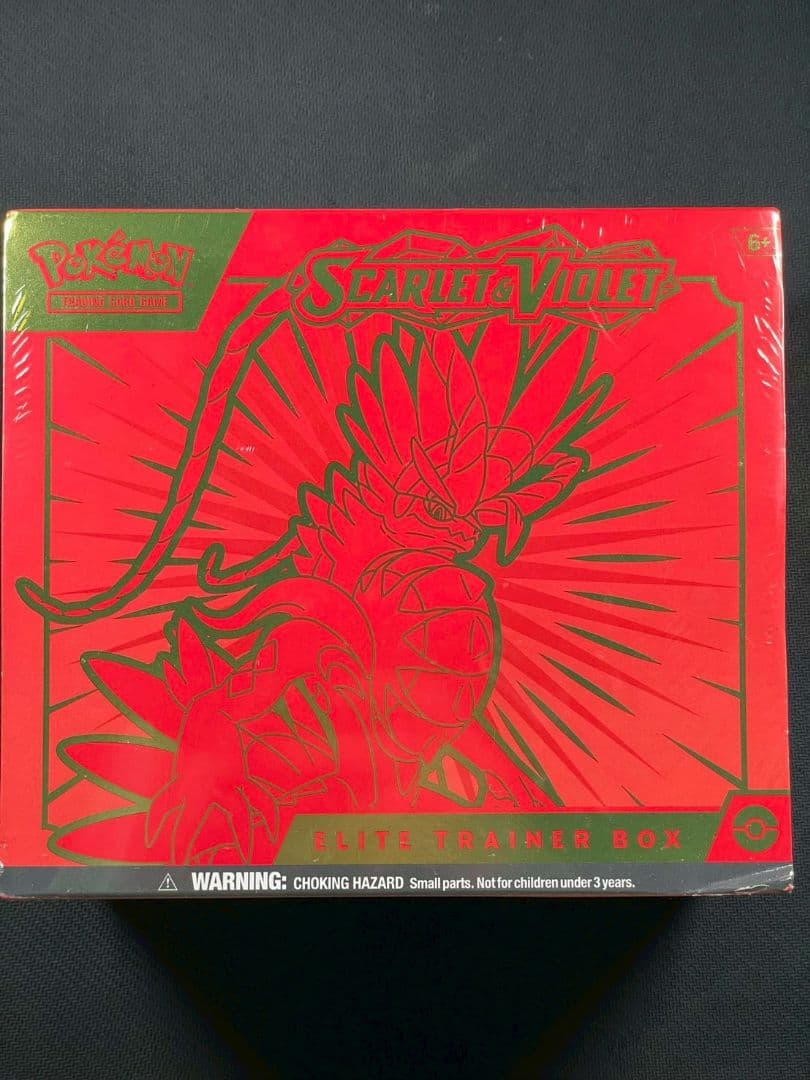 POKéMON
TRADING CARD GAME
6+
SCARLET & VIOLET
ELITE TRAINER BOX
WARNING: CHOKING HAZARD Small parts. Not for children under 3 years.